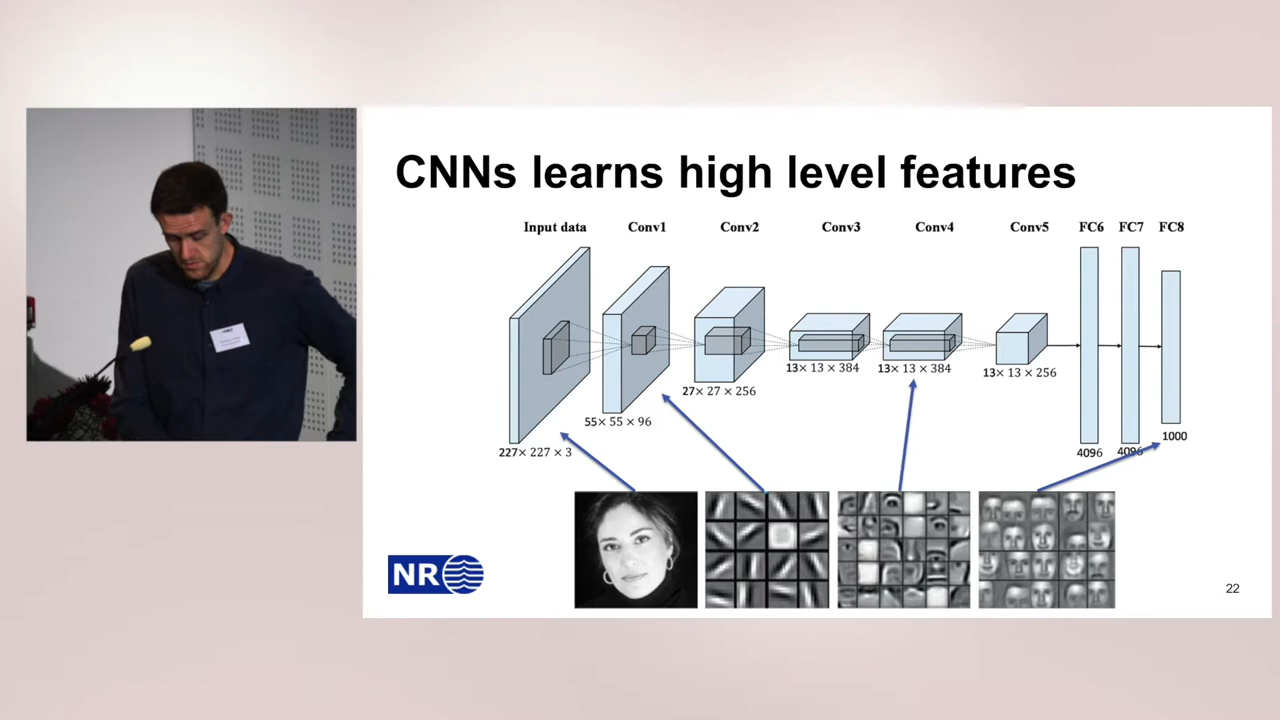 CNNs learns high level features
Input data Conv1 Conv2 Conv3 Conv4 Conv5 FC6 FC7 FC8
227× 227 × 3
55× 55 × 96
27× 27 × 256
13× 13 × 384
13× 13 × 384
13× 13 × 256
4096
4096
1000
NR
22